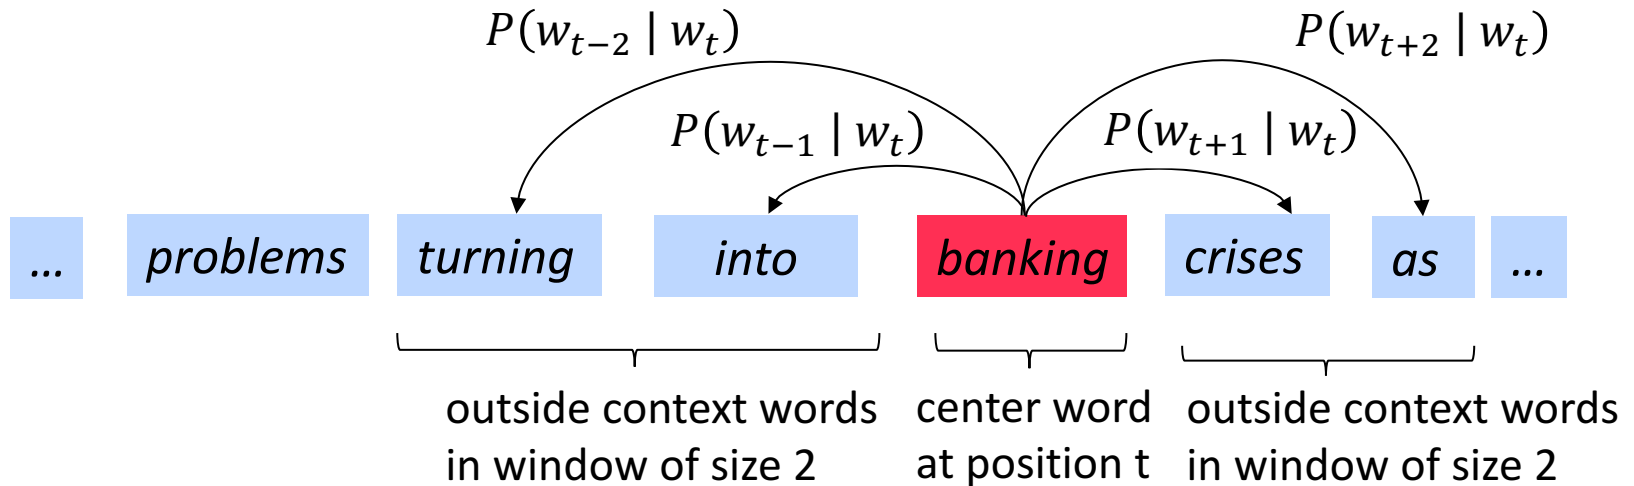 P(w_{t−2} | w_t) P(w_{t+2} | w_t)
P(w_{t−1} | w_t) P(w_{t+1} | w_t)
... problems turning into banking crises as ...
outside context words
in window of size 2
center word
at position t
outside context words
in window of size 2